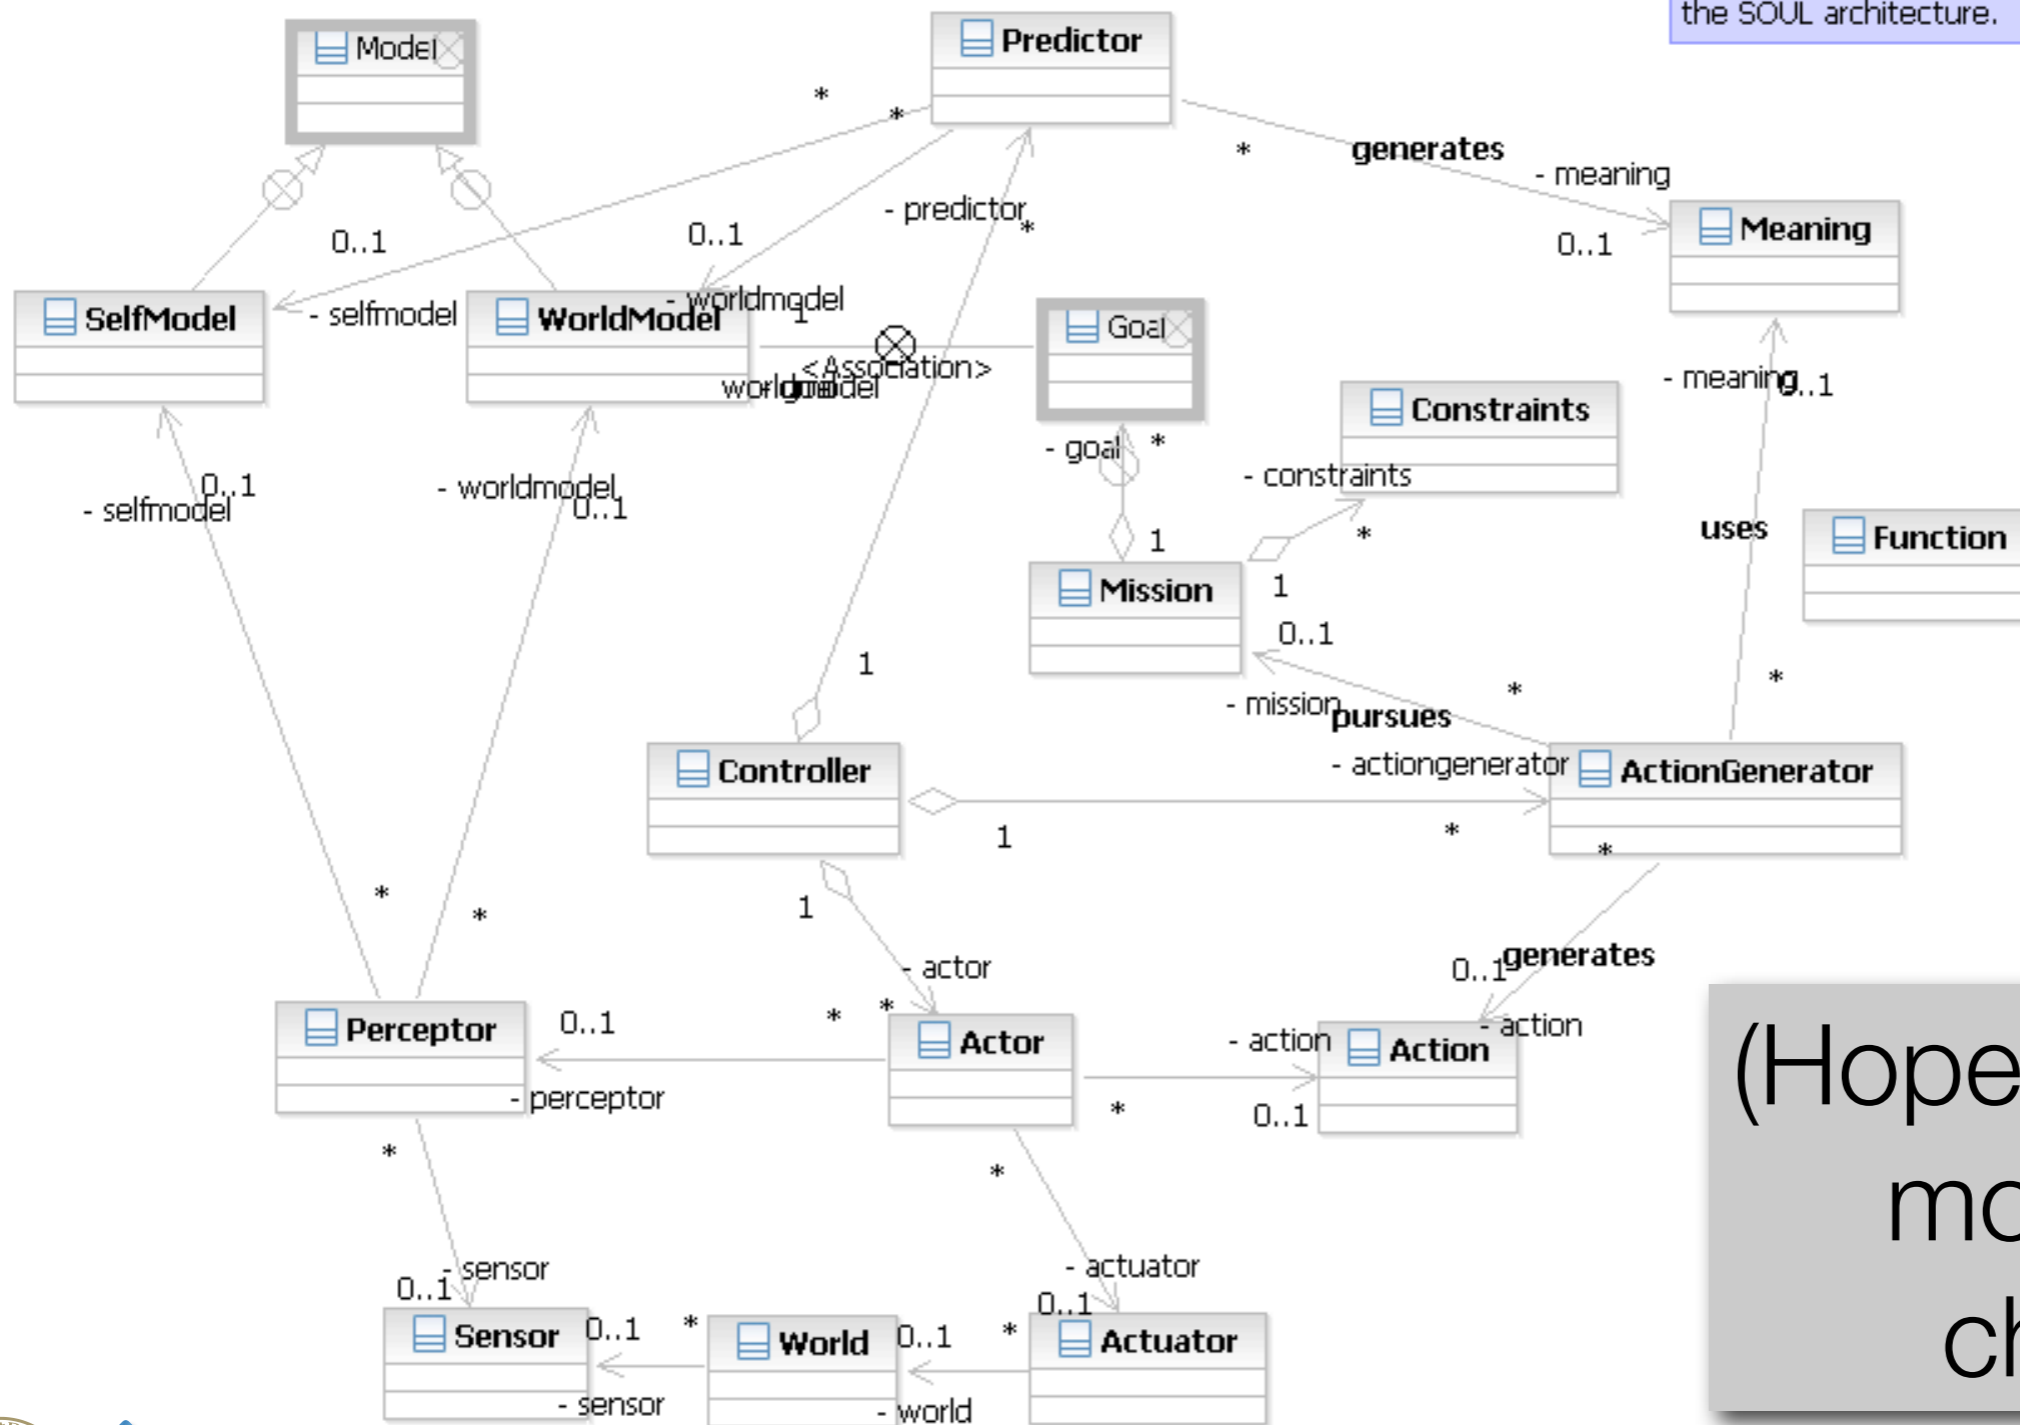 the SOUL architecture.
Model
Predictor
*
*
*
generates
- meaning
- predictor
*
0..1
0..1
0..1
Meaning
SelfModel
- selfmodel
WorldModel
- worldmodel
1
Goal
<Association>
worldmodel
- goal
- meaning
0..1
Constraints
- goal
*
- constraints
*
0..1
- selfmodel
- worldmodel
0..1
uses
Function
1
Mission
1
0..1
1
*
*
- mission
pursues
Controller
- actiongenerator
ActionGenerator
1
*
*
*
*
1
- actor
0..1
generates
Perceptor
0..1
*
*
Actor
- action
Action
- action
- perceptor
*
0..1
*
*
- sensor
0..1
- actuator
0..1
Sensor
0..1
*
World
0..1
*
Actuator
- sensor
- world
(Hope
mo
ch